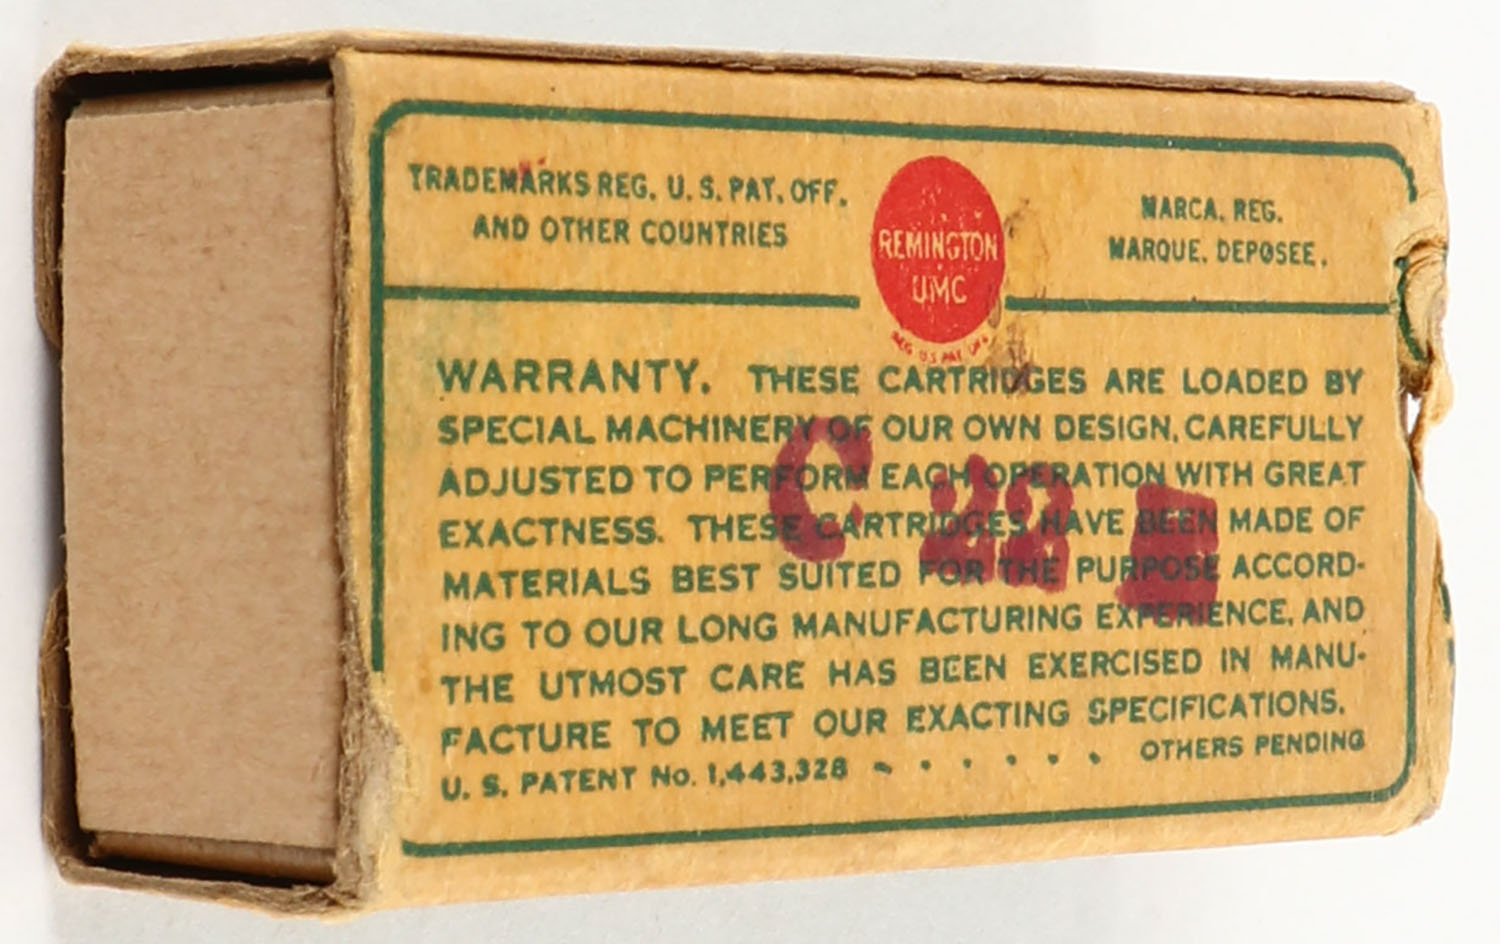 TRADEMARKS REG. U. S. PAT. OFF.
AND OTHER COUNTRIES
REMINGTON
UMC
REG. U.S. PAT. OFF.
MARCA. REG.
MARQUE. DEPOSEE.
WARRANTY. THESE CARTRIDGES ARE LOADED BY
SPECIAL MACHINERY OF OUR OWN DESIGN, CAREFULLY
ADJUSTED TO PERFORM EACH OPERATION WITH GREAT
EXACTNESS. THESE CARTRIDGES HAVE BEEN MADE OF
MATERIALS BEST SUITED FOR THE PURPOSE ACCORD-
ING TO OUR LONG MANUFACTURING EXPERIENCE, AND
THE UTMOST CARE HAS BEEN EXERCISED IN MANU-
FACTURE TO MEET OUR EXACTING SPECIFICATIONS.
U. S. PATENT No. 1,443,328 - . . . . . OTHERS PENDING